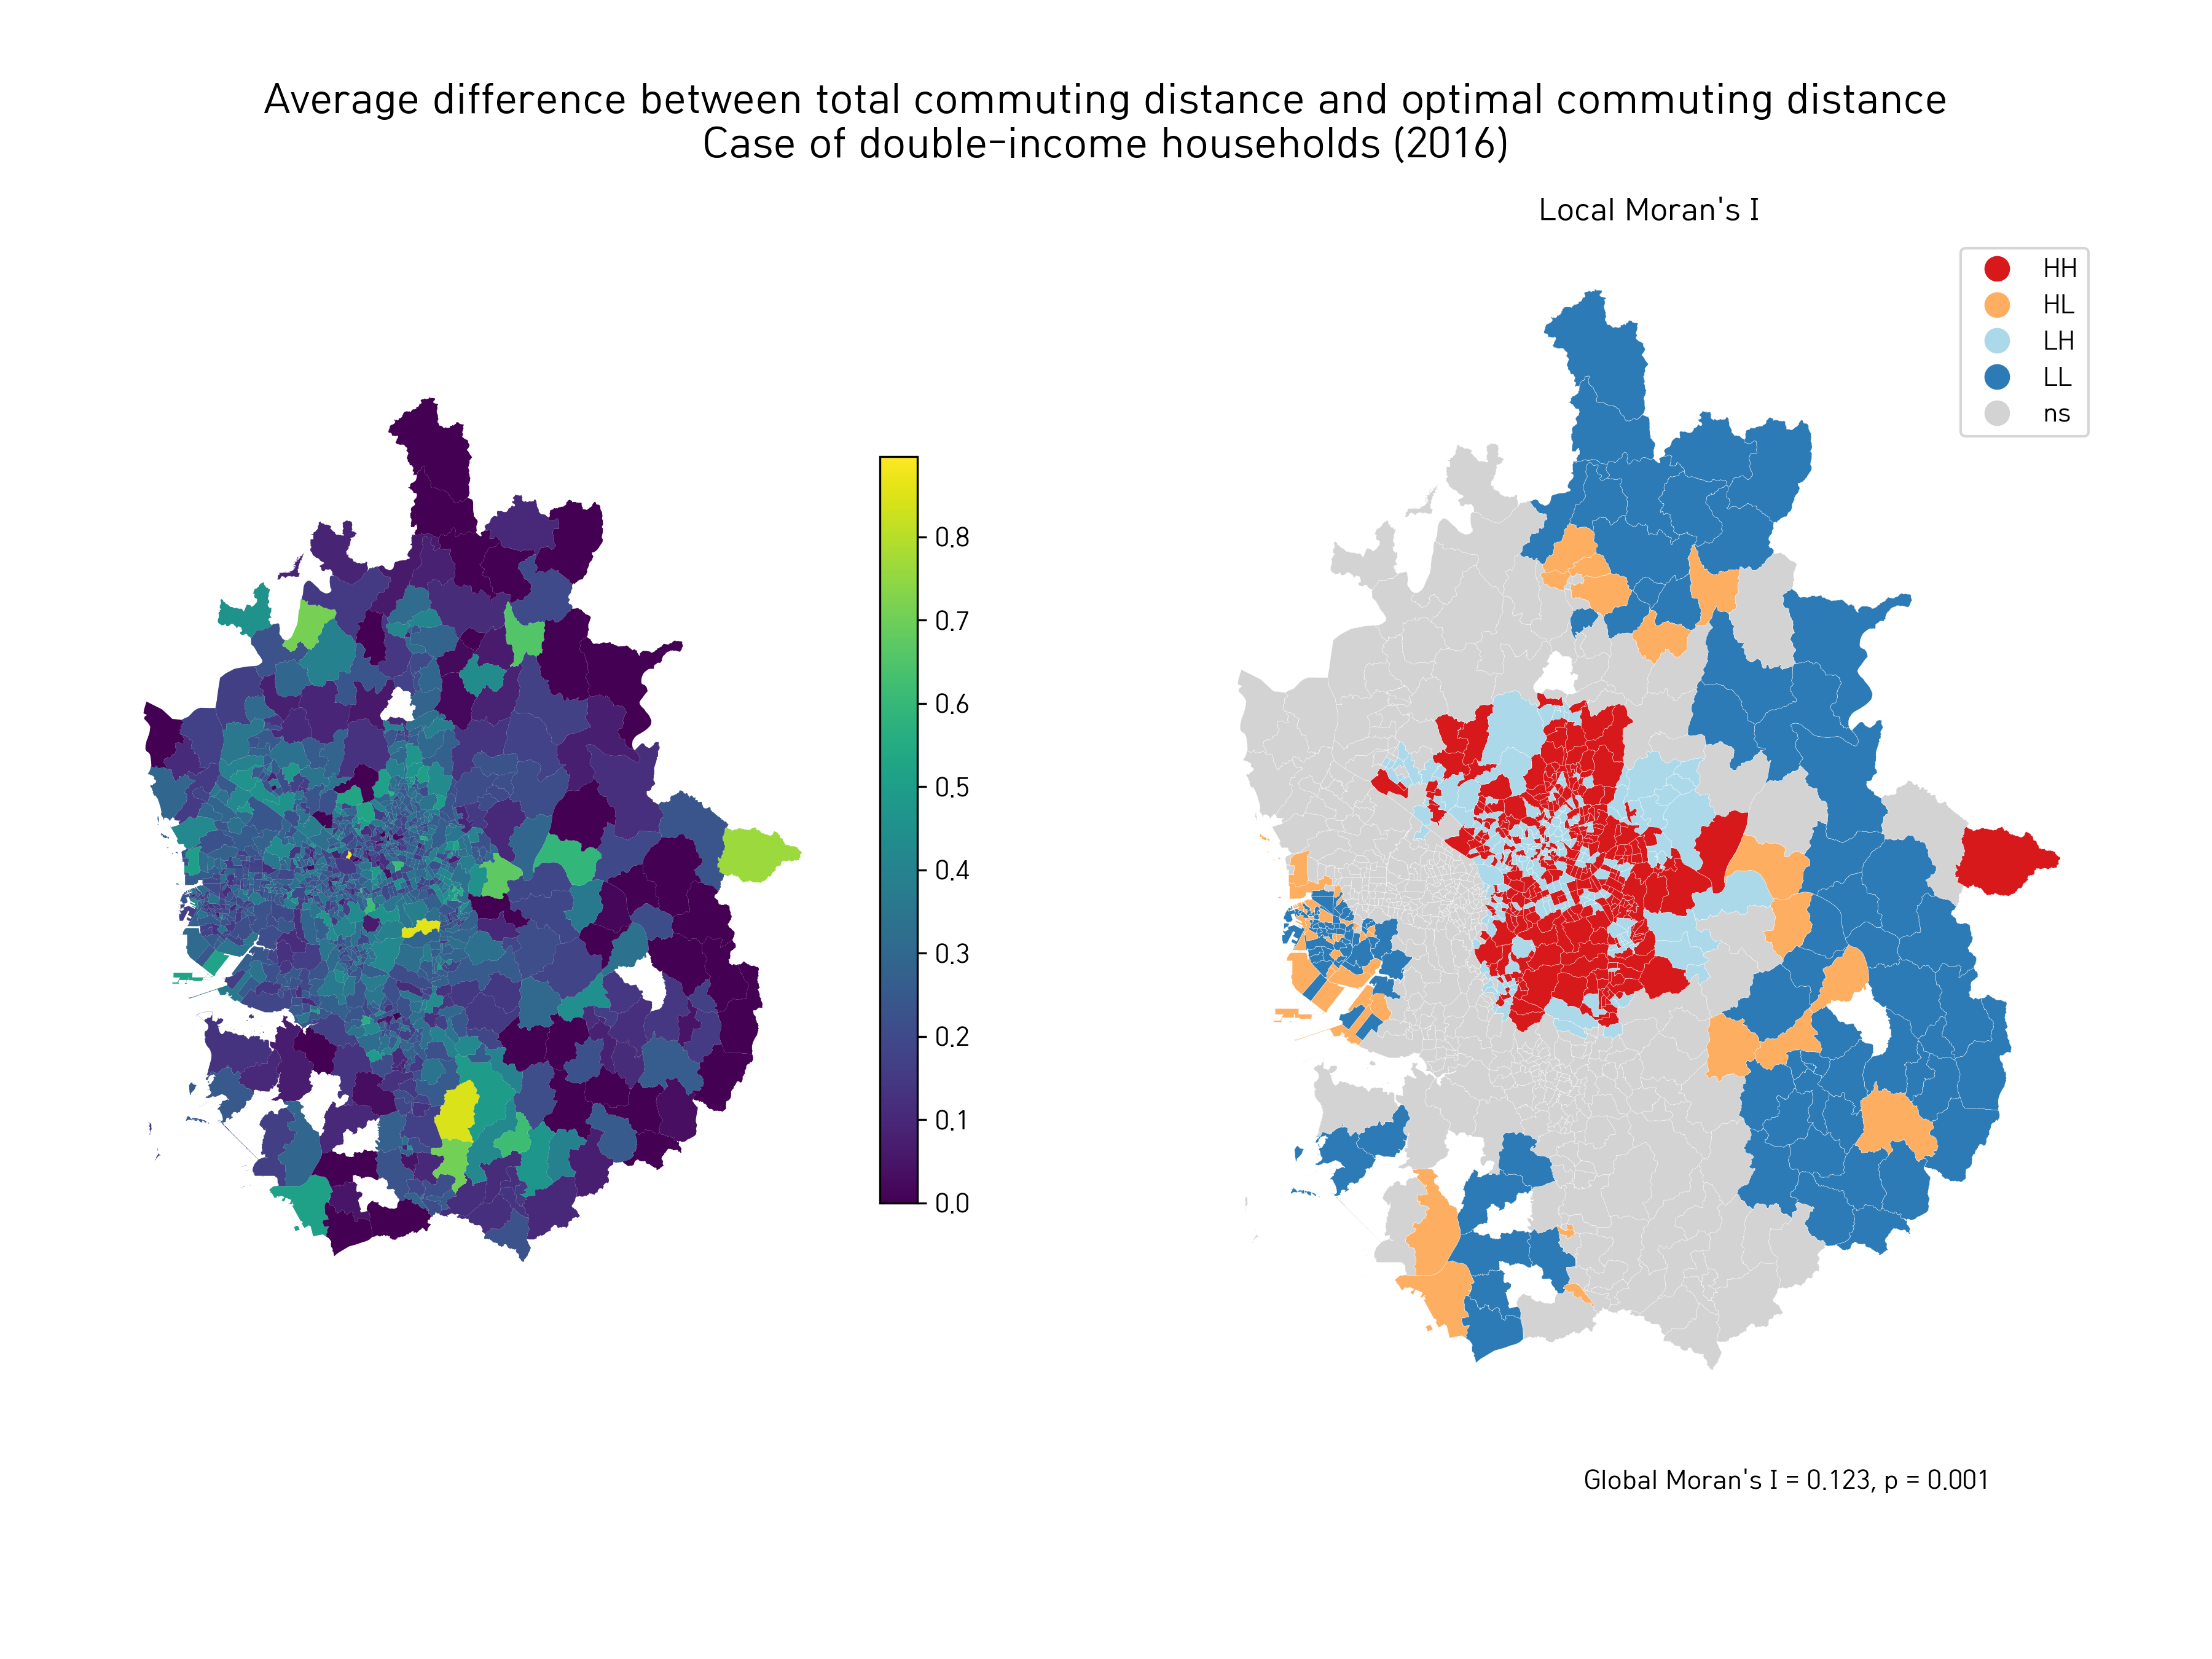 Average difference between total commuting distance and optimal commuting distance
Case of double-income households (2016)
Local Moran's I
HH
HL
LH
LL
ns
0.8
0.7
0.6
0.5
0.4
0.3
0.2
0.1
0.0
Global Moran's I = 0.123, p = 0.001